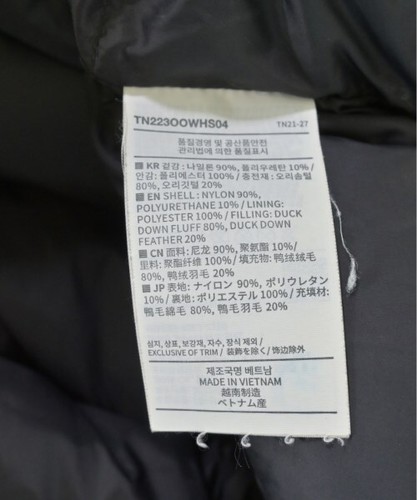 TN223OOWHS04 TN21-27
품질경영 및 공산품안전
관리법에 의한 품질표시
■ KR 겉감 : 나일론 90%, 폴리우레탄 10% /
안감 : 폴리에스터 100% / 충전재 : 오리솜털
80%, 오리깃털 20%
■ EN SHELL : NYLON 90%,
POLYURETHANE 10% / LINING:
POLYESTER 100% / FILLING: DUCK
DOWN FLUFF 80%, DUCK DOWN
FEATHER 20%
■ CN 面料: 尼龙 90%, 聚氨酯 10%/
里料: 聚酯纤维 100% / 填充物: 鸭绒绒毛
80%, 鸭绒羽毛 20%
■ JP 表地: ナイロン 90%, ポリウレタン
10% / 裏地: ポリエステル 100% / 充填材:
鴨毛綿毛 80%, 鴨毛羽毛 20%
심지, 상표, 보강재, 자수, 장식 제외 /
EXCLUSIVE OF TRIM / 装飾を除く / 饰边除外
제조국명 베트남
MADE IN VIETNAM
越南制造
ベトナム産